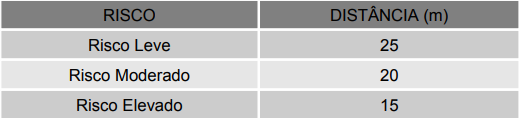 RISCO DISTÂNCIA (m)
Risco Leve 25
Risco Moderado 20
Risco Elevado 15